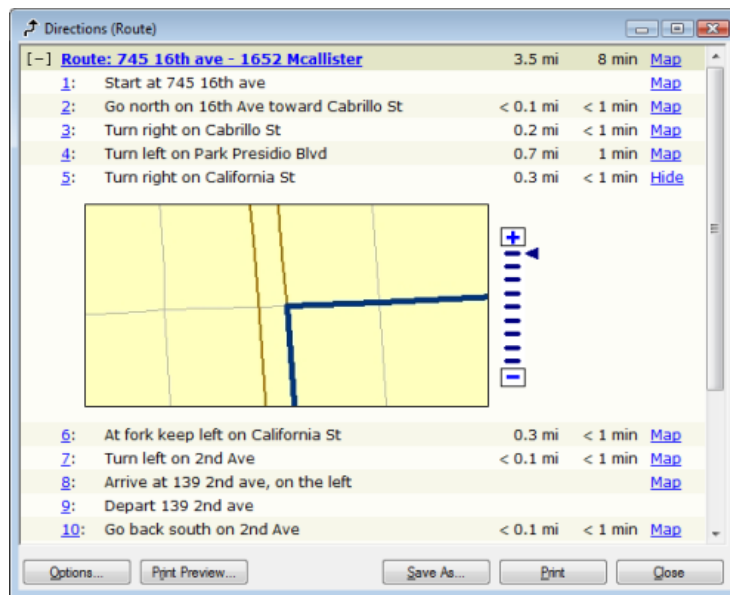 Directions (Route)
[−] Route: 745 16th ave - 1652 Mcallister 3.5 mi 8 min Map
1: Start at 745 16th ave Map
2: Go north on 16th Ave toward Cabrillo St < 0.1 mi < 1 min Map
3: Turn right on Cabrillo St 0.2 mi < 1 min Map
4: Turn left on Park Presidio Blvd 0.7 mi 1 min Map
5: Turn right on California St 0.3 mi < 1 min Hide
6: At fork keep left on California St 0.3 mi < 1 min Map
7: Turn left on 2nd Ave < 0.1 mi < 1 min Map
8: Arrive at 139 2nd ave, on the left Map
9: Depart 139 2nd ave
10: Go back south on 2nd Ave < 0.1 mi < 1 min Map
Options... Print Preview... Save As... Print Close